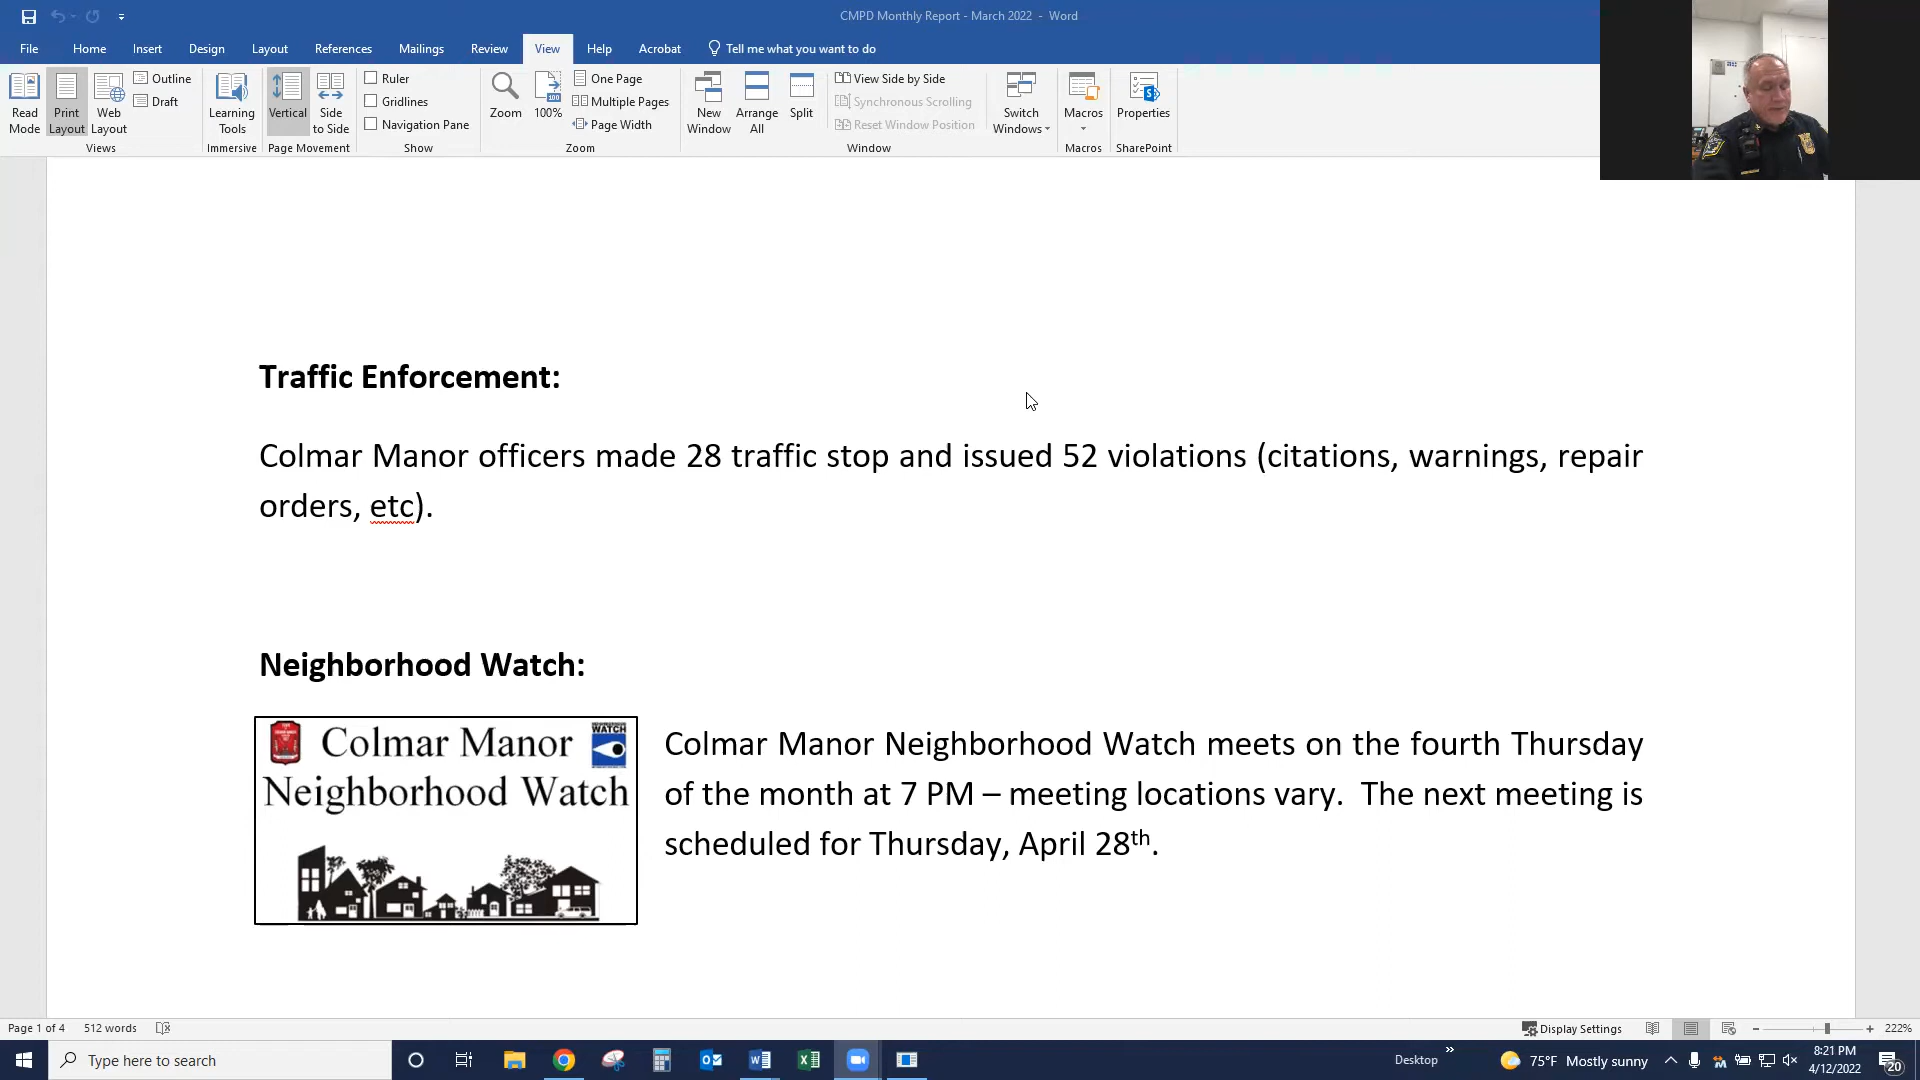 CMPD Monthly Report - March 2022 - Word
File Home Insert Design Layout References Mailings Review View Help Acrobat Tell me what you want to do
Read Mode
Print Layout
Web Layout
Outline
Draft
Views
Learning Tools
Immersive
Vertical
Side to Side
Page Movement
Ruler
Gridlines
Navigation Pane
Show
Zoom
100%
One Page
Multiple Pages
Page Width
Zoom
New Window
Arrange All
Split
View Side by Side
Synchronous Scrolling
Reset Window Position
Window
Switch Windows
Macros
Macros
Properties
SharePoint
Traffic Enforcement:
Colmar Manor officers made 28 traffic stop and issued 52 violations (citations, warnings, repair
orders, etc).
Neighborhood Watch:
WATCH
Colmar Manor
Neighborhood Watch
Colmar Manor Neighborhood Watch meets on the fourth Thursday
of the month at 7 PM – meeting locations vary.  The next meeting is
scheduled for Thursday, April 28th.
Page 1 of 4 512 words
Display Settings
222%
Type here to search
Desktop
75°F Mostly sunny
8:21 PM
4/12/2022
20